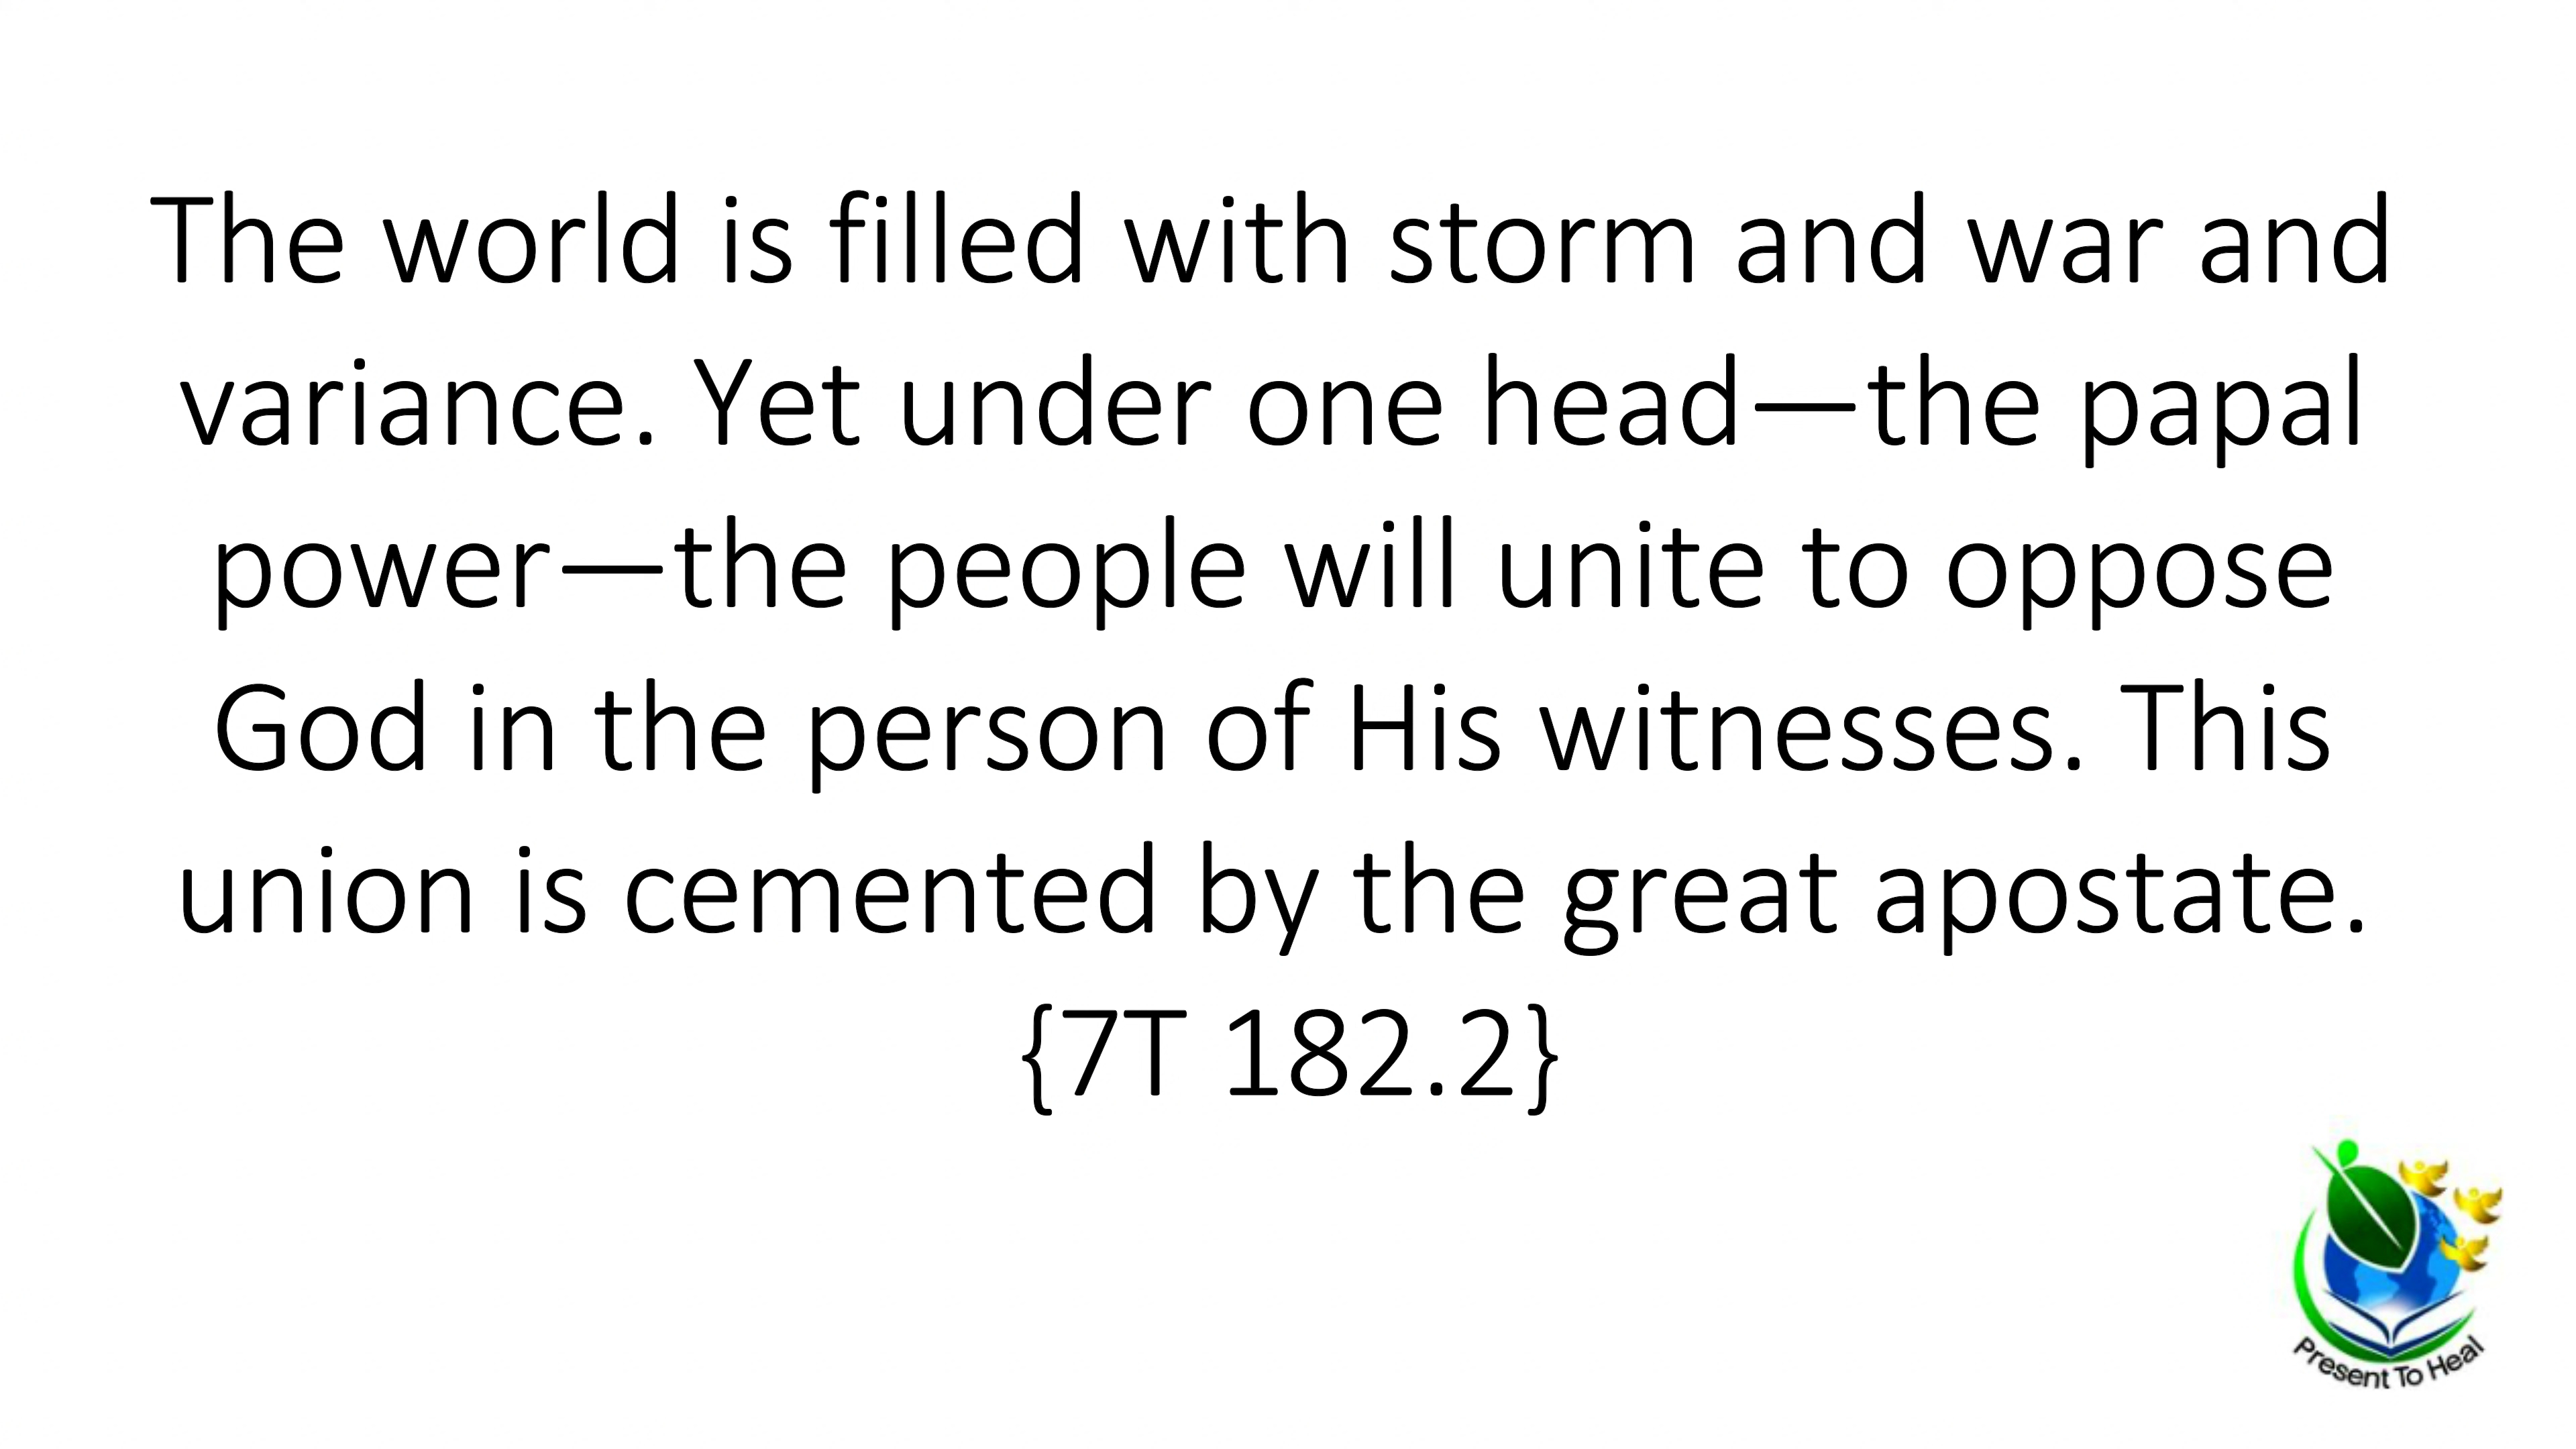 The world is filled with storm and war and
variance. Yet under one head—the papal
power—the people will unite to oppose
God in the person of His witnesses. This
union is cemented by the great apostate.
{7T 182.2}
Present To Heal